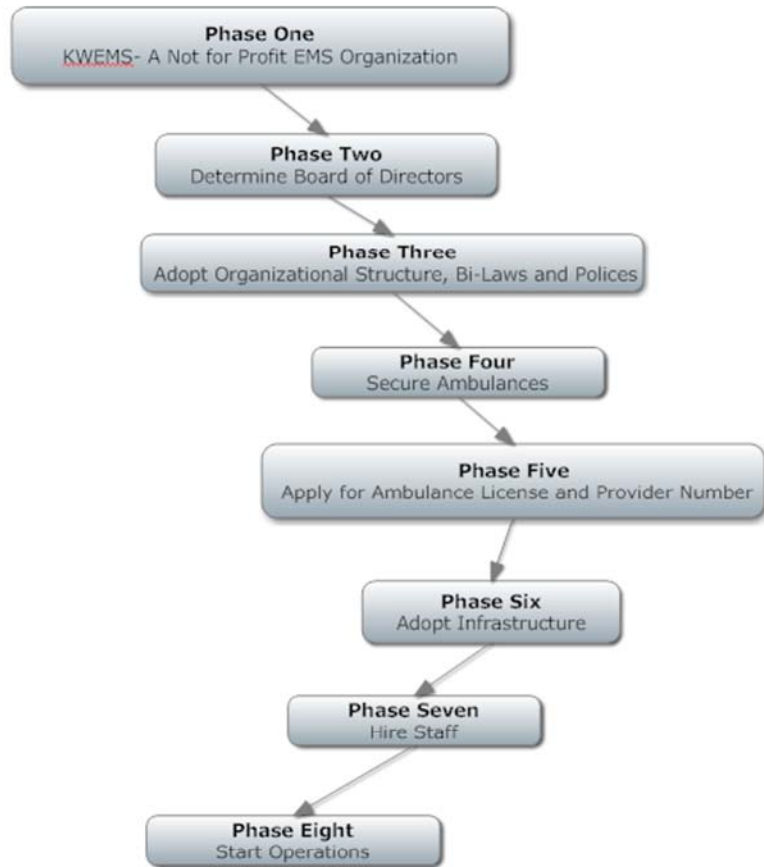 Phase One
KWEMS- A Not for Profit EMS Organization
Phase Two
Determine Board of Directors
Phase Three
Adopt Organizational Structure, Bi-Laws and Polices
Phase Four
Secure Ambulances
Phase Five
Apply for Ambulance License and Provider Number
Phase Six
Adopt Infrastructure
Phase Seven
Hire Staff
Phase Eight
Start Operations